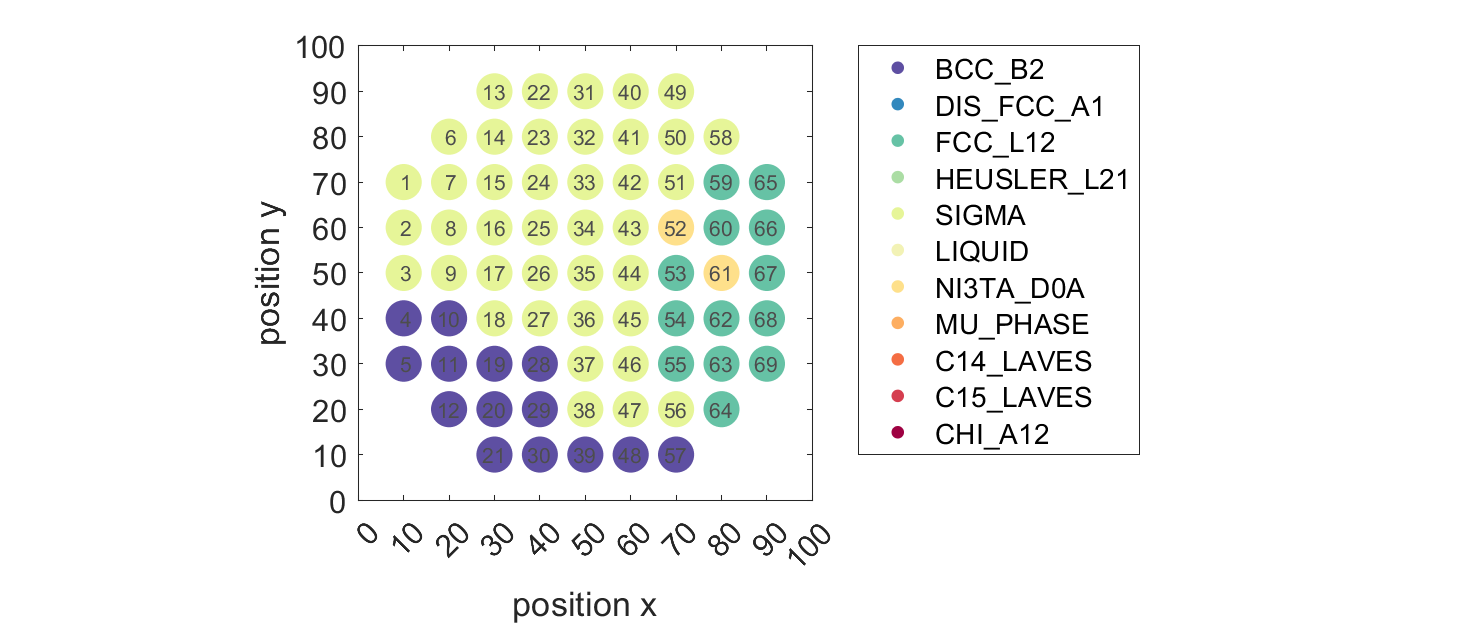 100
90 13 22 31 40 49
80 6 14 23 32 41 50 58
70 1 7 15 24 33 42 51 59 65
60 2 8 16 25 34 43 52 60 66
50 3 9 17 26 35 44 53 61 67
40 4 10 18 27 36 45 54 62 68
30 5 11 19 28 37 46 55 63 69
20 12 20 29 38 47 56 64
10 21 30 39 48 57
0
position y
0 10 20 30 40 50 60 70 80 90 100
position x
BCC_B2
DIS_FCC_A1
FCC_L12
HEUSLER_L21
SIGMA
LIQUID
NI3TA_D0A
MU_PHASE
C14_LAVES
C15_LAVES
CHI_A12